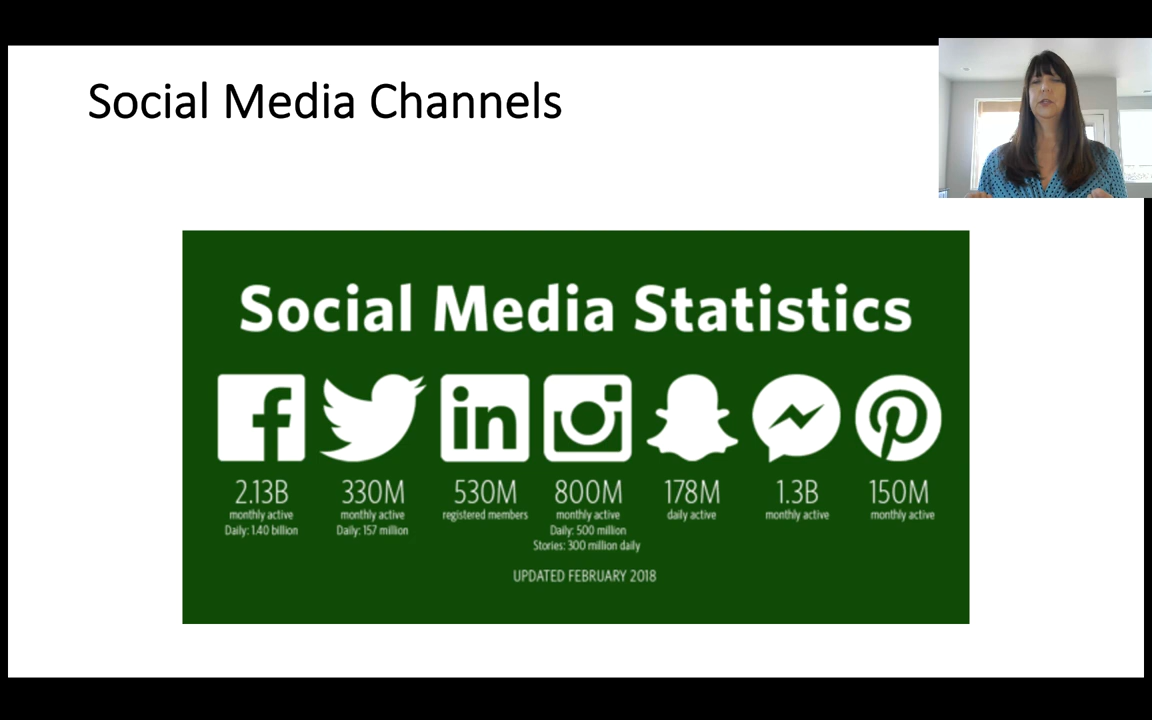 Social Media Channels
Social Media Statistics
f in
2.13B 330M 530M 800M 178M 1.3B 150M
monthly active monthly active registered members monthly active daily active monthly active monthly active
Daily: 1.40 billion Daily: 157 million Daily: 500 million
Stories: 300 million daily
UPDATED FEBRUARY 2018